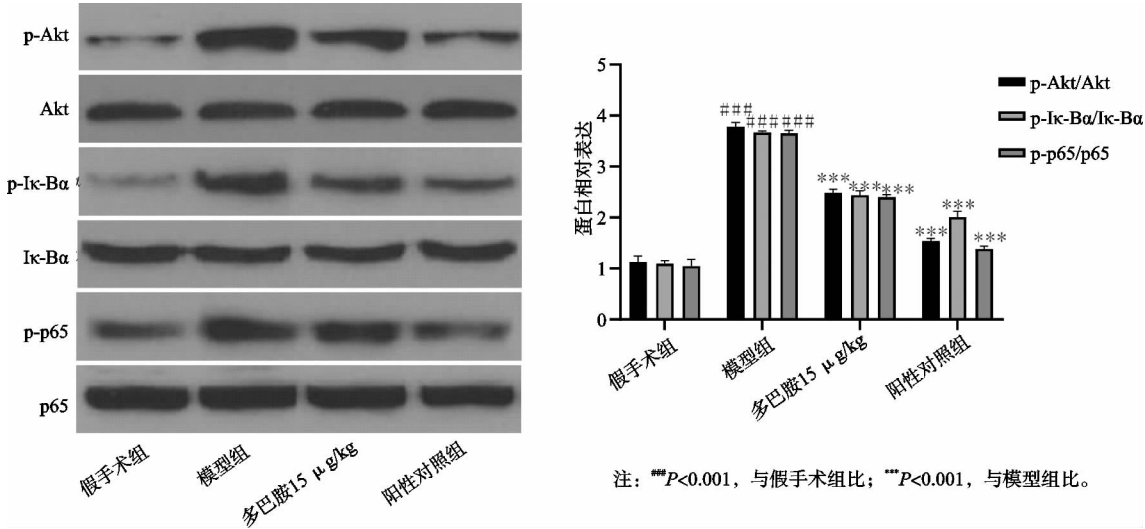 p-Akt
Akt
p-Iκ-Bα
Iκ-Bα
p-p65
p65
假手术组
模型组
多巴胺15 μg/kg
阳性对照组
蛋白相对表达
5
4
3
2
1
0
###
###
###
***
***
***
***
***
***
假手术组
模型组
多巴胺15 μg/kg
阳性对照组
p-Akt/Akt
p-Iκ-Bα/Iκ-Bα
p-p65/p65
注：###P<0.001，与假手术组比；***P<0.001，与模型组比。